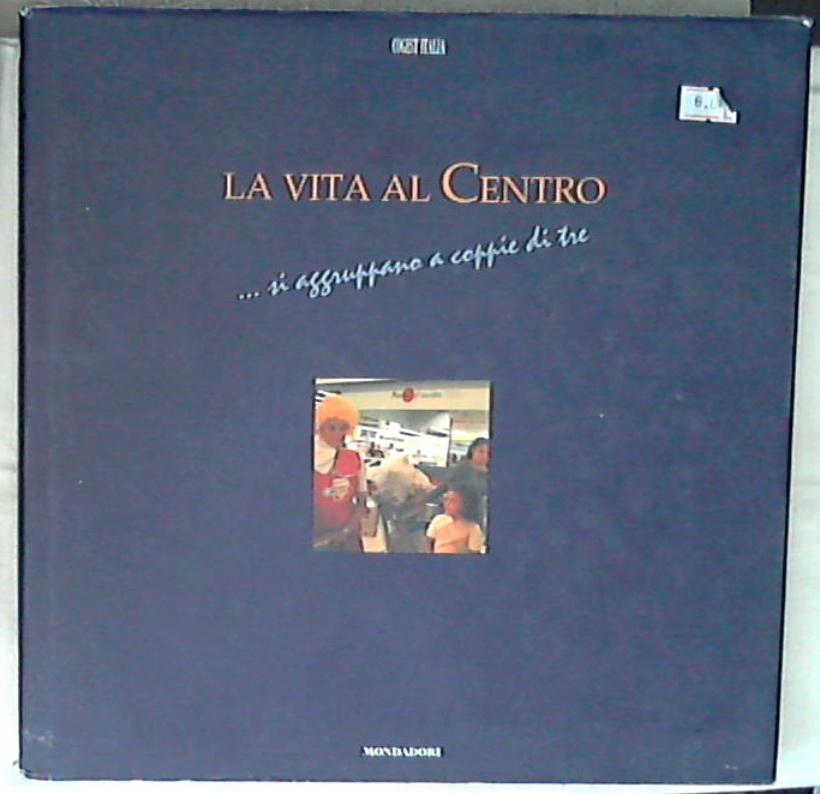 COGEST ITALIA
LA VITA AL CENTRO
... si aggruppano a coppie di tre
MONDADORI